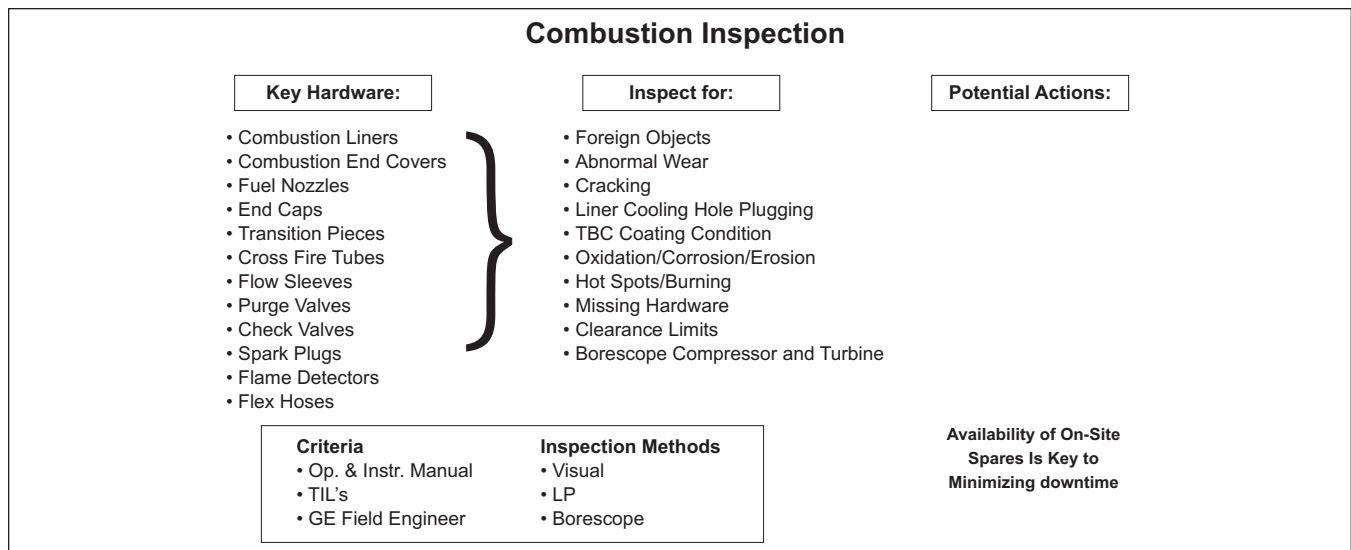 Combustion Inspection
Key Hardware:
• Combustion Liners
• Combustion End Covers
• Fuel Nozzles
• End Caps
• Transition Pieces
• Cross Fire Tubes
• Flow Sleeves
• Purge Valves
• Check Valves
• Spark Plugs
• Flame Detectors
• Flex Hoses
Inspect for:
• Foreign Objects
• Abnormal Wear
• Cracking
• Liner Cooling Hole Plugging
• TBC Coating Condition
• Oxidation/Corrosion/Erosion
• Hot Spots/Burning
• Missing Hardware
• Clearance Limits
• Borescope Compressor and Turbine
Potential Actions:
Criteria
• Op. & Instr. Manual
• TIL's
• GE Field Engineer
Inspection Methods
• Visual
• LP
• Borescope
Availability of On-Site
Spares Is Key to
Minimizing downtime